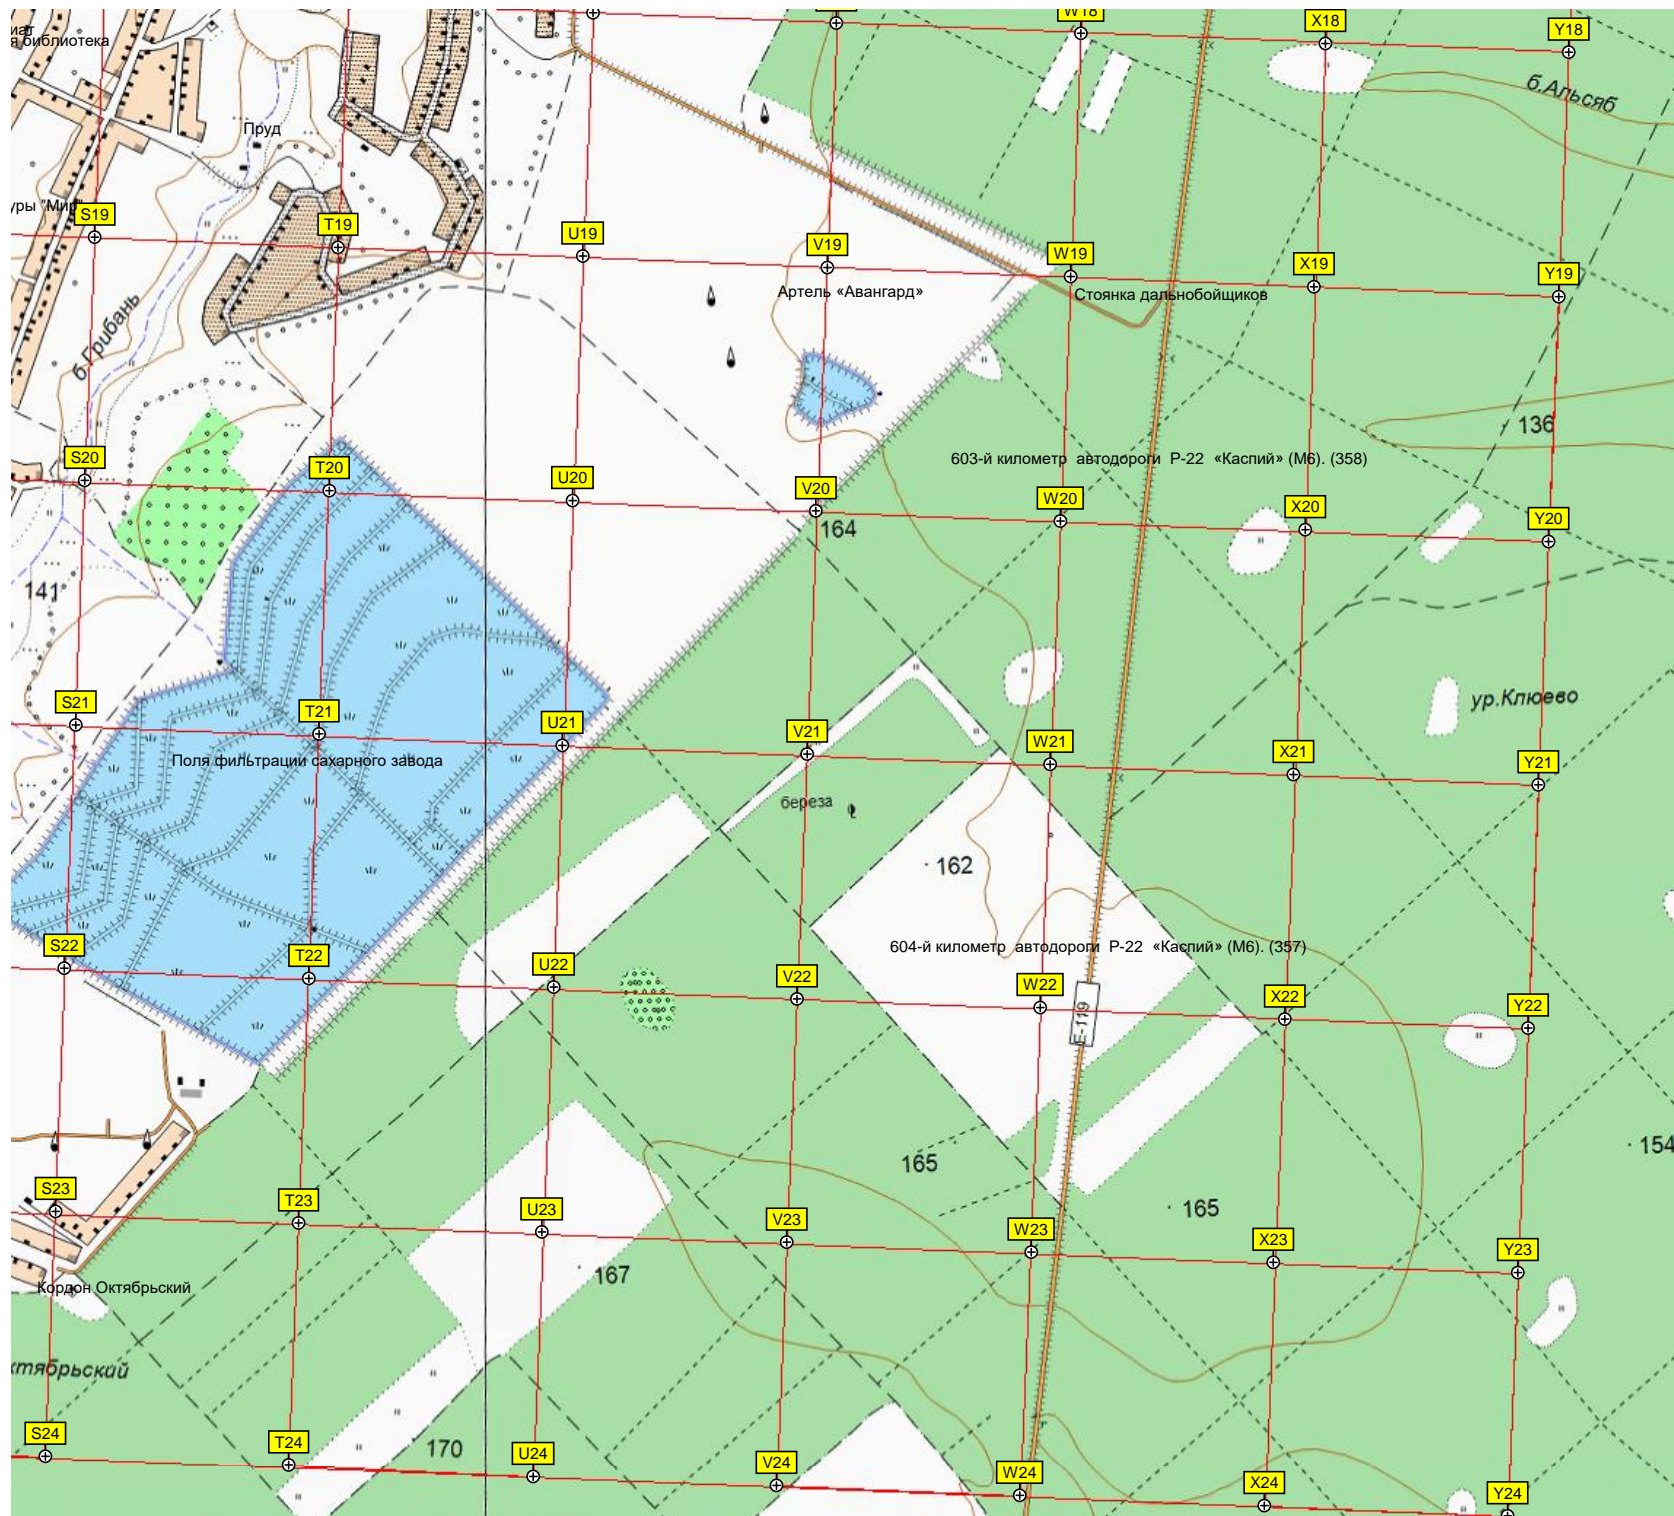 W18
X18
Y18
я библиотека
б.Альсяб
Пруд
уры "Мир"
S19
T19
U19
V19
W19
X19
Y19
Артель «Авангард»
Стоянка дальнобойщиков
б.Грибань
136
S20
T20
U20
V20
W20
X20
Y20
603-й километр автодороги Р-22 «Каспий» (М6). (358)
164
141
S21
T21
U21
V21
W21
X21
Y21
ур.Клюево
Поля фильтрации сахарного завода
береза
162
604-й километр автодороги Р-22 «Каспий» (М6). (357)
S22
T22
U22
V22
W22
X22
Y22
Е-119
154
165
165
S23
T23
U23
V23
W23
X23
Y23
167
Кордон Октябрьский
ктябрьский
170
S24
T24
U24
V24
W24
X24
Y24